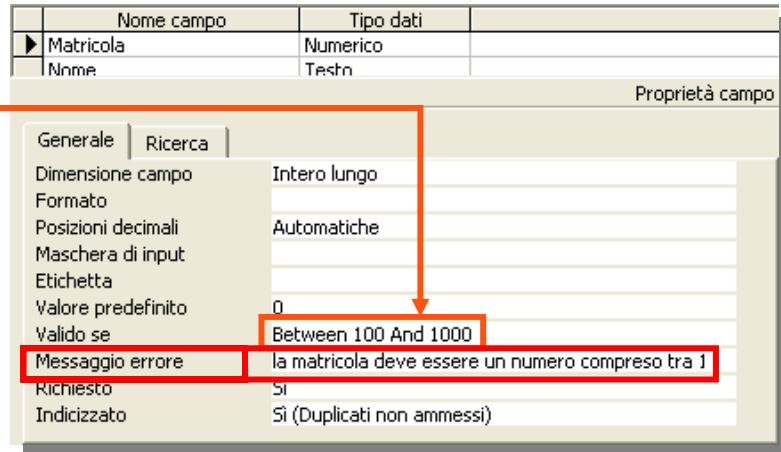 Nome campo Tipo dati
Matricola Numerico
Nome Testo
Proprietà campo
Generale Ricerca
Dimensione campo Intero lungo
Formato
Posizioni decimali Automatiche
Maschera di input
Etichetta
Valore predefinito 0
Valido se Between 100 And 1000
Messaggio errore la matricola deve essere un numero compreso tra 1
Richiesto Sì
Indicizzato Sì (Duplicati non ammessi)